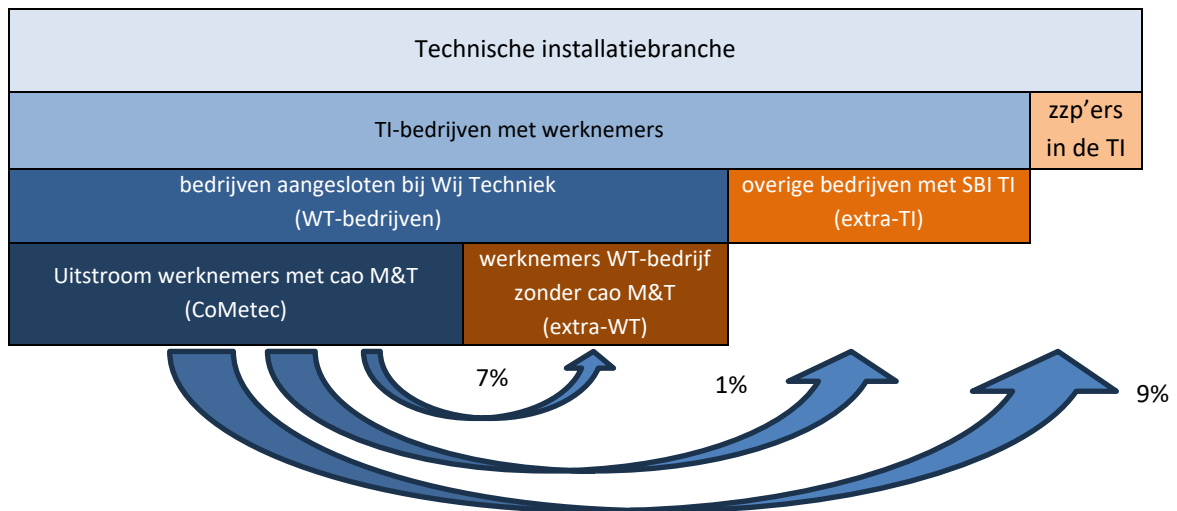 Technische installatiebranche
TI-bedrijven met werknemers
zzp’ers
in de TI
bedrijven aangesloten bij Wij Techniek
(WT-bedrijven)
overige bedrijven met SBI TI
(extra-TI)
Uitstroom werknemers met cao M&T
(CoMetec)
werknemers WT-bedrijf
zonder cao M&T
(extra-WT)
7%
1%
9%